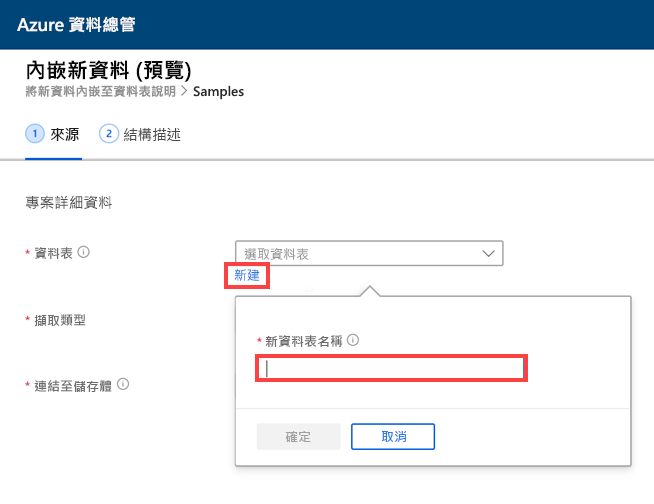 Azure 資料總管
內嵌新資料 (預覽)
將新資料內嵌至資料表說明 > Samples
1 來源 2 結構描述
專案詳細資料
* 資料表
選取資料表
新建
* 擷取類型
* 新資料表名稱
* 連結至儲存體
確定 取消